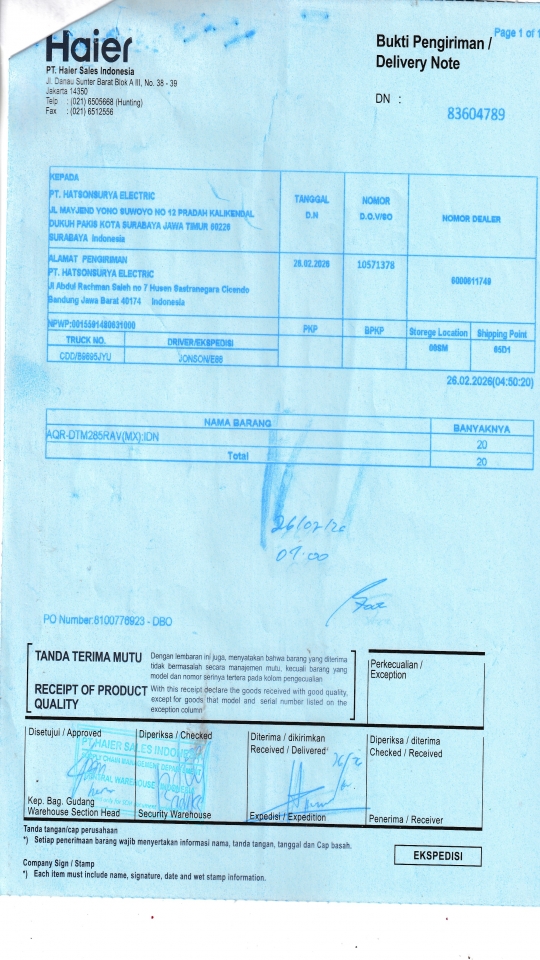 Page 1 of 1
Haier
PT. Haier Sales Indonesia
Jl. Danau Sunter Barat Blok A III, No. 38 - 39
Jakarta 14350
Telp : (021) 6505668 (Hunting)
Fax : (021) 6512556
Bukti Pengiriman /
Delivery Note
DN :
83604789
KEPADA
PT. HATSONSURYA ELECTRIC
JL MAYJEND YONO SUWOYO NO 12 PRADAH KALIKENDAL
DUKUH PAKIS KOTA SURABAYA JAWA TIMUR 60226
SURABAYA Indonesia
TANGGAL
D.N
NOMOR
D.O.V/SO
NOMOR DEALER
ALAMAT PENGIRIMAN
PT. HATSONSURYA ELECTRIC
Jl Abdul Rachman Saleh no 7 Husen Sastranegara Cicendo
Bandung Jawa Barat 40174 Indonesia
26.02.2026
10571378
6000011749
NPWP:0015591480631000
PKP
BPKP
Storege Location
Shipping Point
TRUCK NO.
DRIVER/EKSPEDISI
CDD/B9695JYU
JONSON/E66
26.02.2026(04:50:20)
NAMA BARANG
BANYAKNYA
AQR-DTM285RAV(MX):IDN
20
Total
20
26/02/26
07.00
PO Number:8100776923 - DBO
TANDA TERIMA MUTU
Dengan lembaran ini juga, menyatakan bahwa barang yang diterima
tidak bermasalah secara manajemen mutu, kecuali barang yang
model dan nomor serinya tertera pada kolom pengecualian
RECEIPT OF PRODUCT
QUALITY
With this receipt declare the goods received with good quality,
except for goods that model and serial number listed on the
exception column
Perkecualian /
Exception
Disetujui / Approved
Diperiksa / Checked
Diterima / dikirimkan
Received / Delivered
Diperiksa / diterima
Checked / Received
PT HAIER SALES INDONESIA
Kep. Bag. Gudang
Warehouse Section Head
Security Warehouse
Expedisi / Expedition
Penerima / Receiver
Tanda tangan/cap perusahaan
*) Setiap penerimaan barang wajib menyertakan informasi nama, tanda tangan, tanggal dan Cap basah.
EKSPEDISI
Company Sign / Stamp
*) Each item must include name, signature, date and wet stamp information.